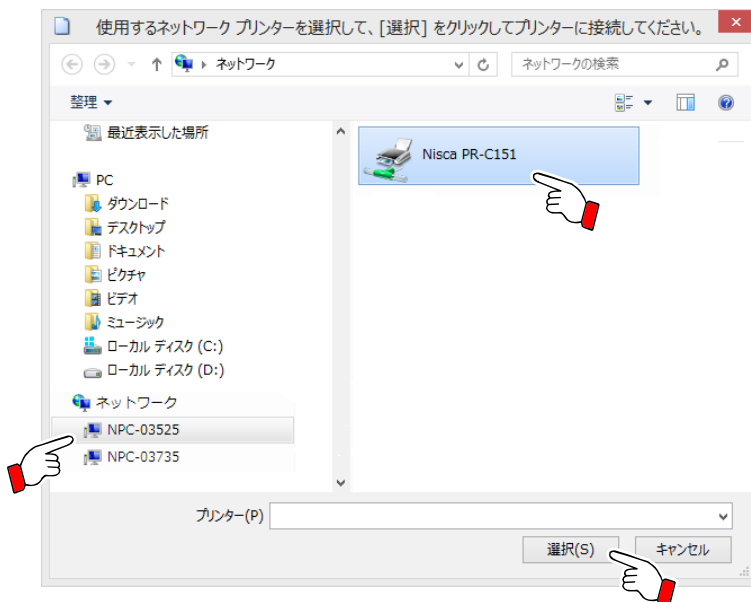 使用するネットワーク プリンターを選択して、[選択] をクリックしてプリンターに接続してください。
ネットワーク
ネットワークの検索
整理
最近表示した場所
PC
ダウンロード
デスクトップ
ドキュメント
ピクチャ
ビデオ
ミュージック
ローカル ディスク (C:)
ローカル ディスク (D:)
ネットワーク
NPC-03525
NPC-03735
Nisca PR-C151
プリンター(P)
選択(S)
キャンセル